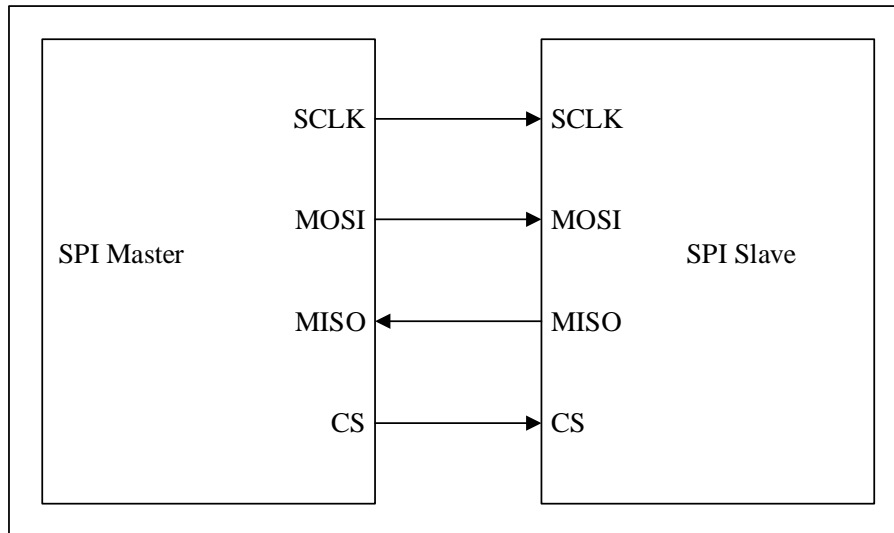 SCLK
SCLK
MOSI
MOSI
SPI Master
SPI Slave
MISO
MISO
CS
CS